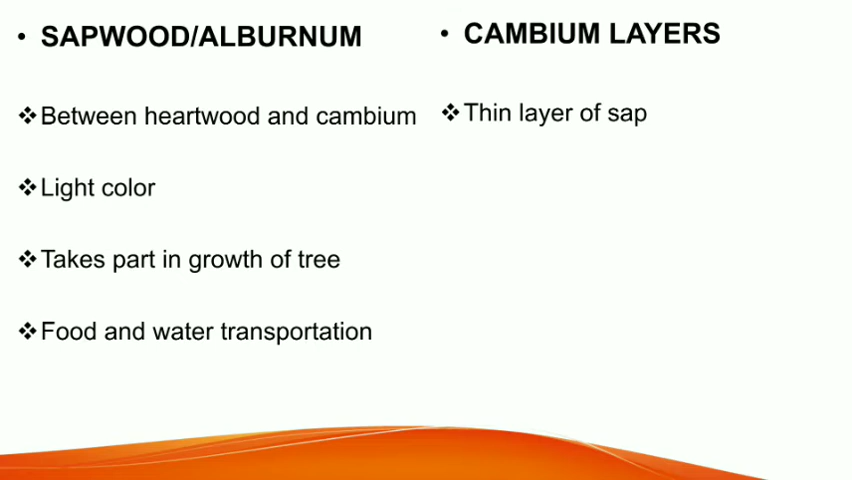 • SAPWOOD/ALBURNUM
❖Between heartwood and cambium
❖Light color
❖Takes part in growth of tree
❖Food and water transportation
• CAMBIUM LAYERS
❖Thin layer of sap